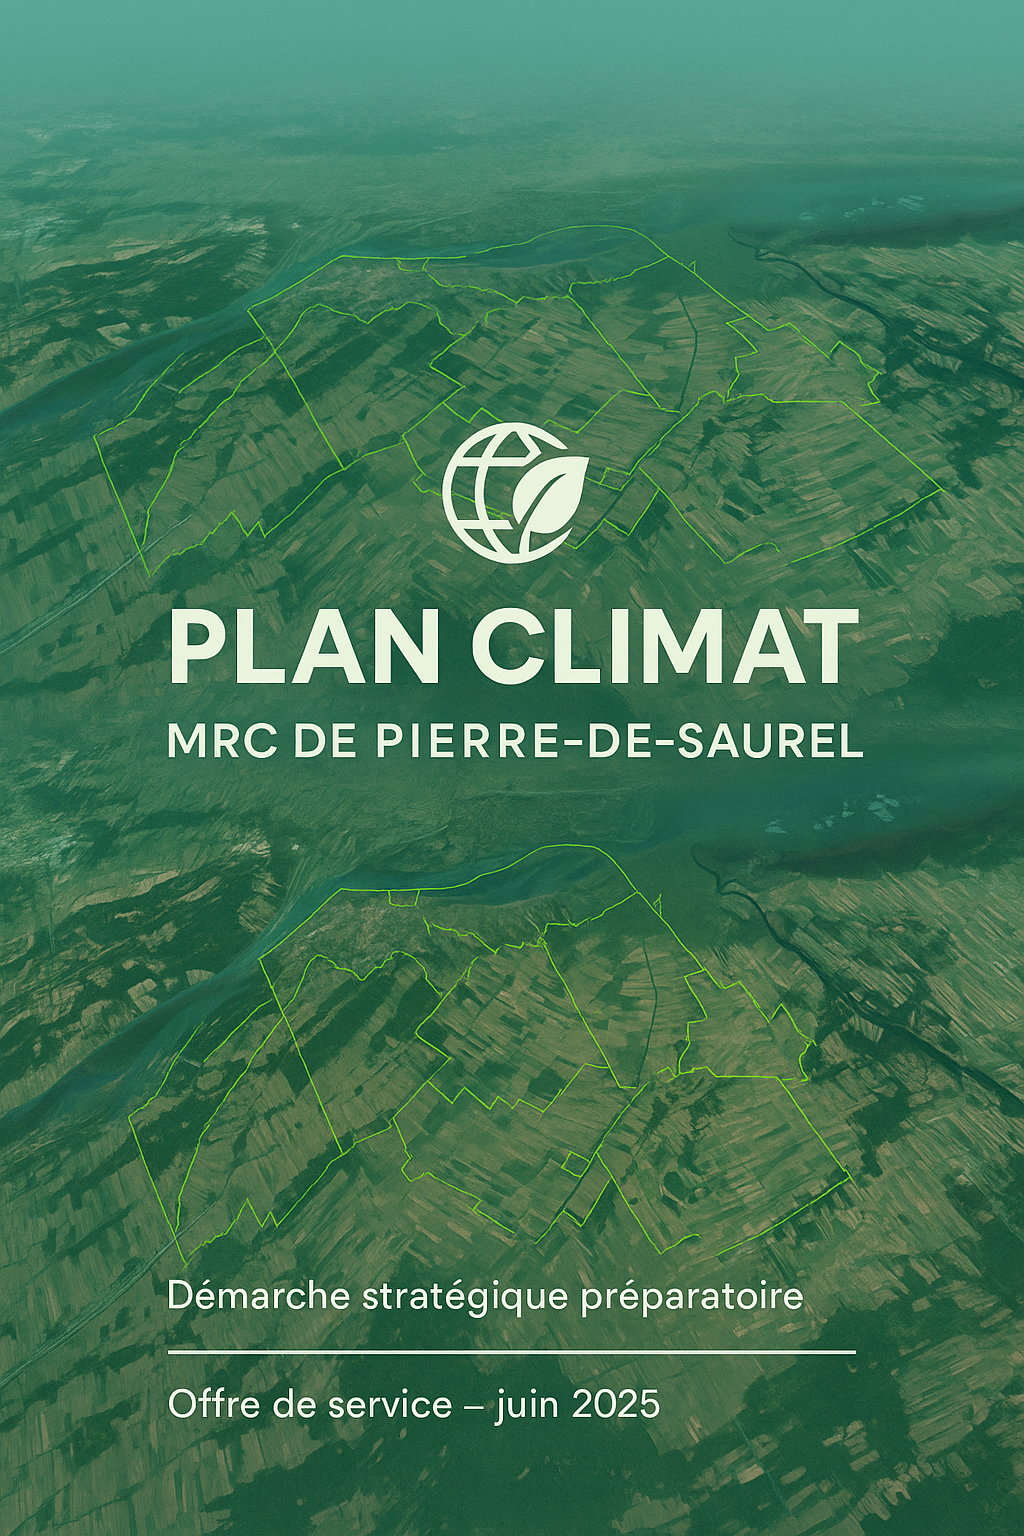 PLAN CLIMAT
MRC DE PIERRE-DE-SAUREL
Démarche stratégique préparatoire
Offre de service – juin 2025